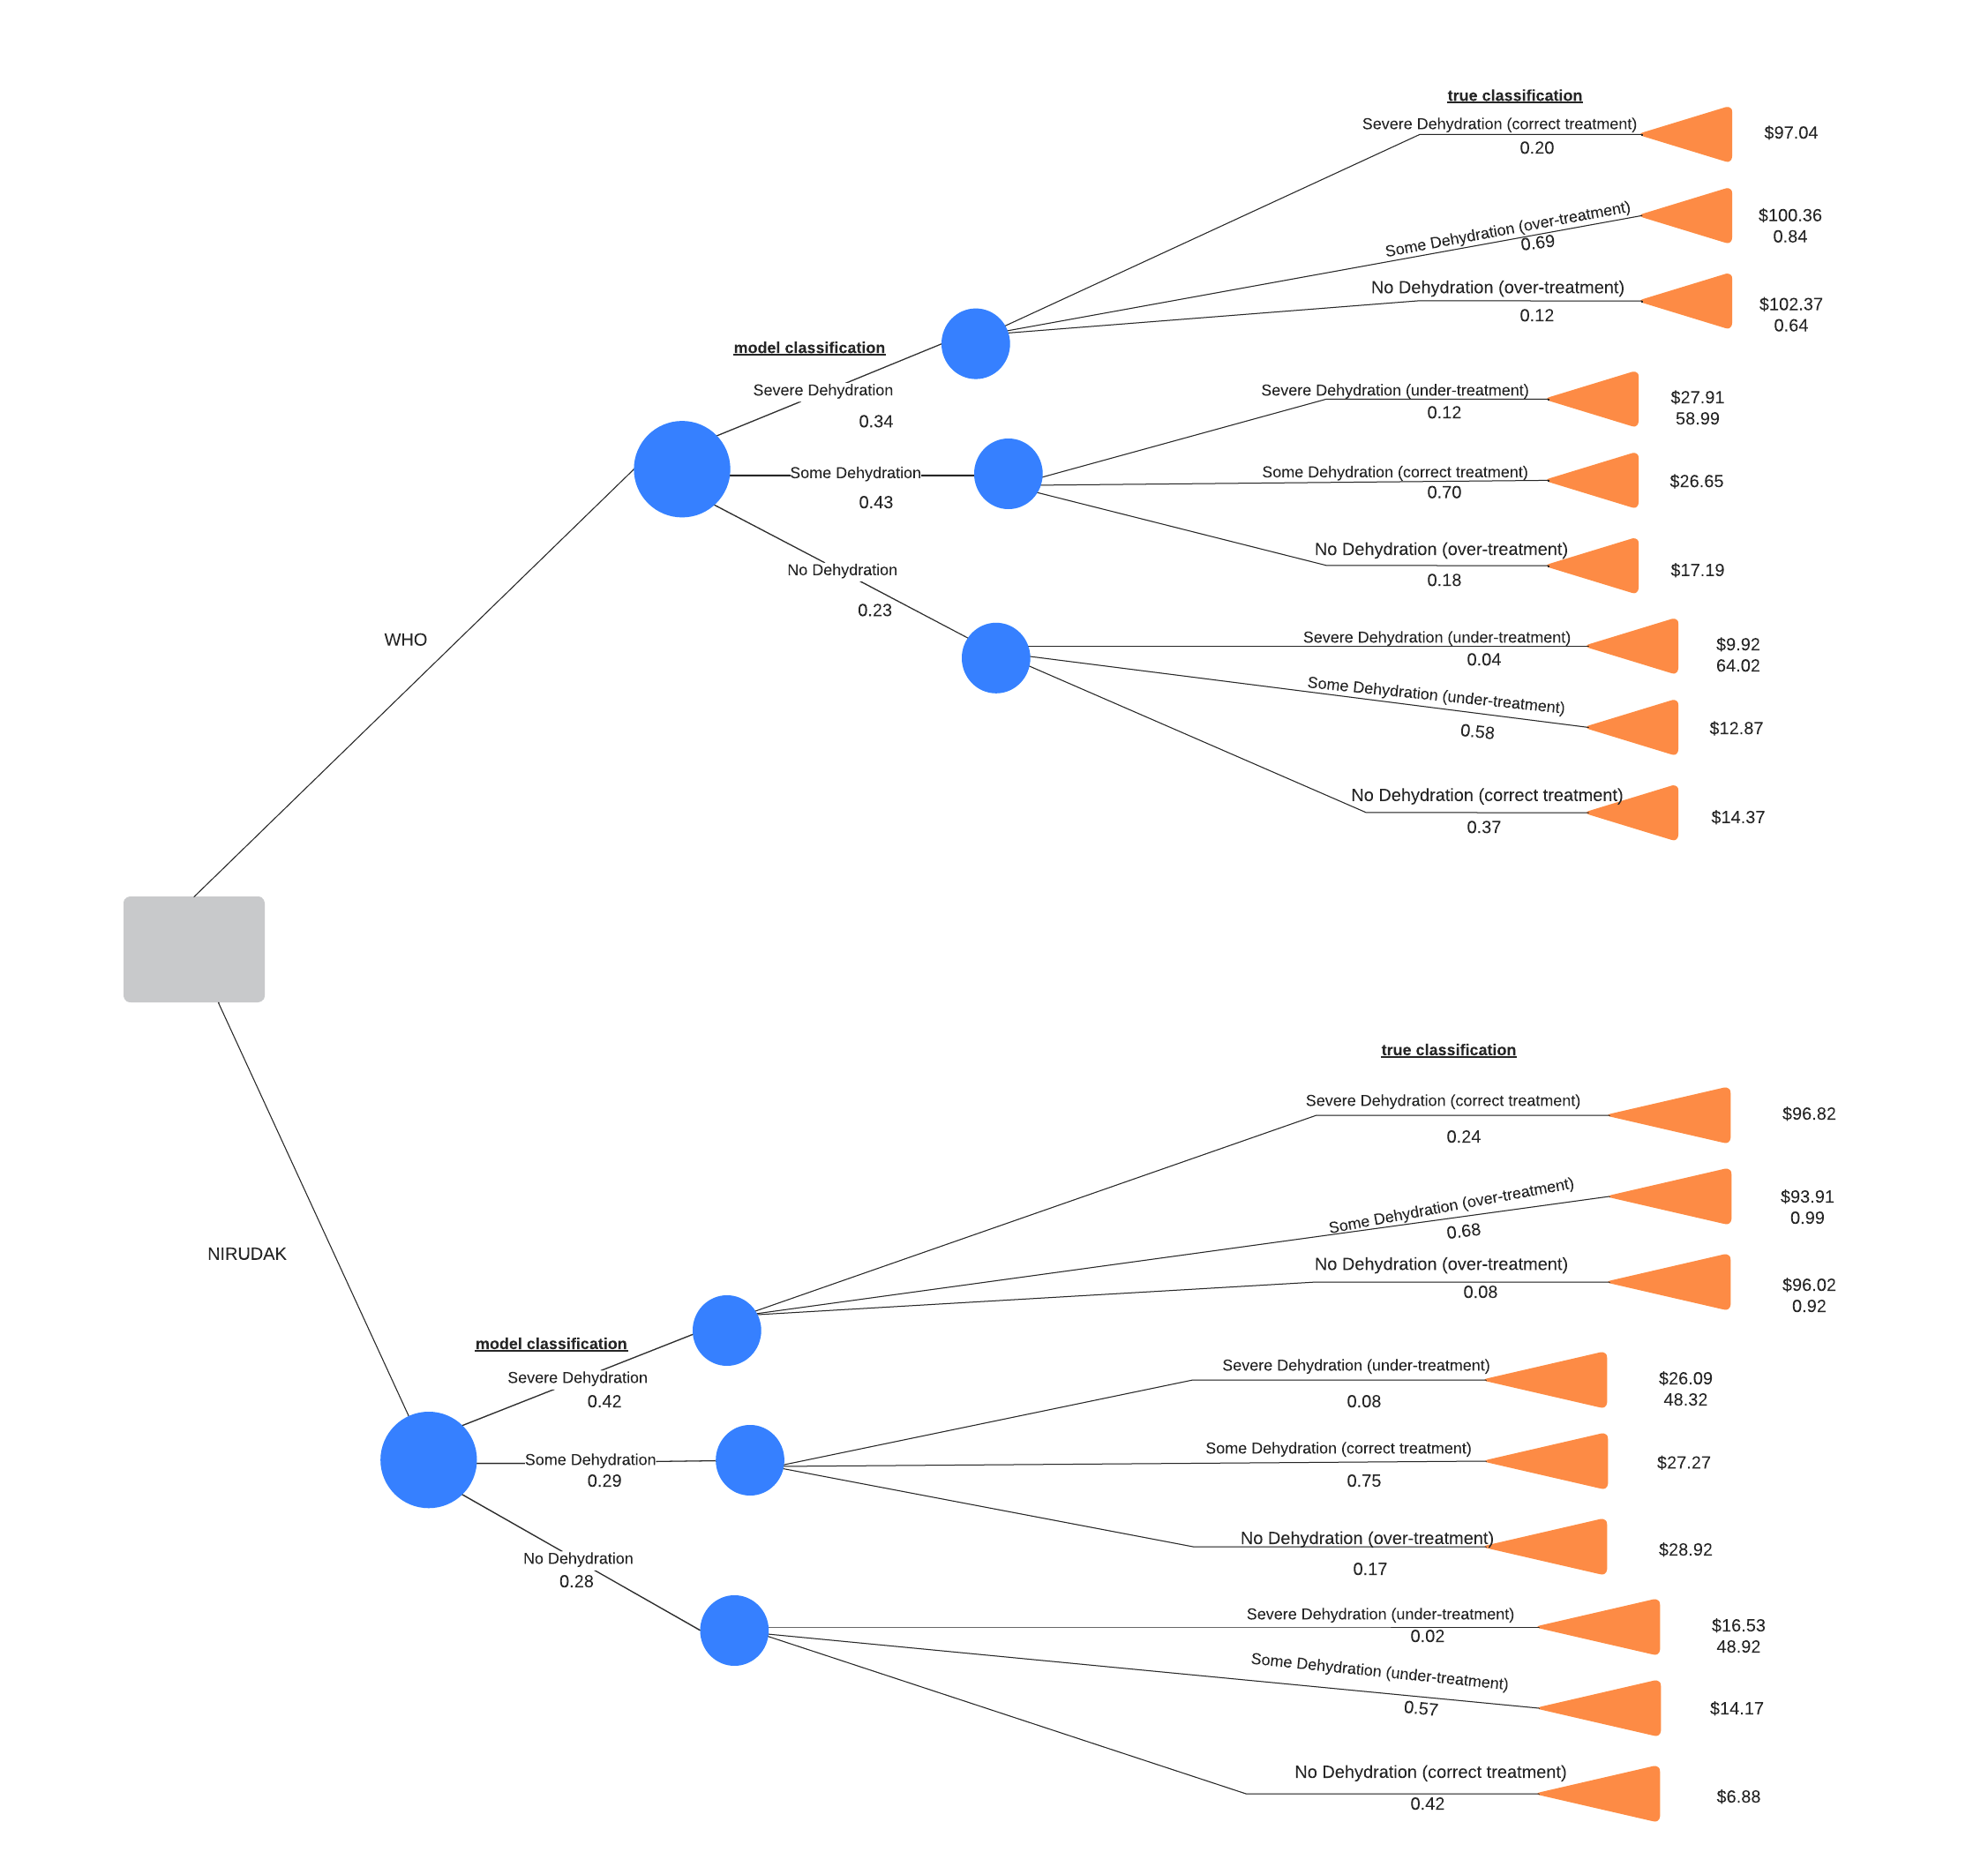 true classification
Severe Dehydration (correct treatment)
0.20
$97.04
Some Dehydration (over-treatment)
0.69
$100.36
0.84
No Dehydration (over-treatment)
0.12
$102.37
0.64
model classification
Severe Dehydration
0.34
Severe Dehydration (under-treatment)
0.12
$27.91
58.99
Some Dehydration
0.43
Some Dehydration (correct treatment)
0.70
$26.65
No Dehydration (over-treatment)
0.18
$17.19
No Dehydration
0.23
Severe Dehydration (under-treatment)
0.04
$9.92
64.02
Some Dehydration (under-treatment)
0.58
$12.87
No Dehydration (correct treatment)
0.37
$14.37
WHO
NIRUDAK
true classification
Severe Dehydration (correct treatment)
0.24
$96.82
Some Dehydration (over-treatment)
0.68
$93.91
0.99
No Dehydration (over-treatment)
0.08
$96.02
0.92
model classification
Severe Dehydration
0.42
Severe Dehydration (under-treatment)
0.08
$26.09
48.32
Some Dehydration
0.29
Some Dehydration (correct treatment)
0.75
$27.27
No Dehydration (over-treatment)
0.17
$28.92
No Dehydration
0.28
Severe Dehydration (under-treatment)
0.02
$16.53
48.92
Some Dehydration (under-treatment)
0.57
$14.17
No Dehydration (correct treatment)
0.42
$6.88